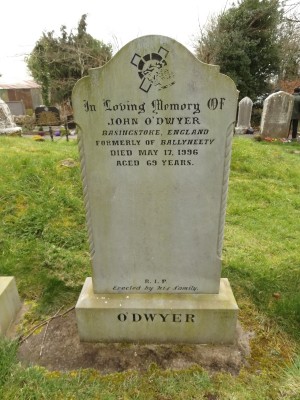 In Loving Memory of
JOHN O'DWYER
BASINGSTOKE, ENGLAND
FORMERLY OF BALLYNEETY
DIED MAY 17, 1996
AGED 69 YEARS.
R.I.P.
Erected by his family.
O'DWYER